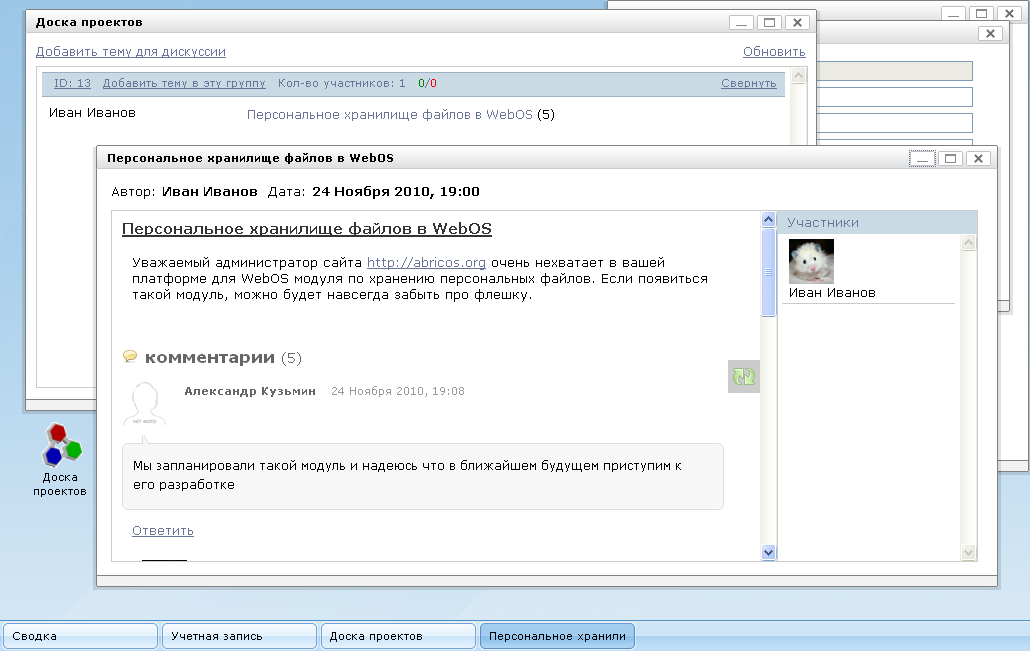 Доска проектов
Добавить тему для дискуссии
Обновить
ID: 13 Добавить тему в эту группу Кол-во участников: 1 0/0 Свернуть
Иван Иванов Персональное хранилище файлов в WebOS (5)
Персональное хранилище файлов в WebOS
Автор: Иван Иванов Дата: 24 Ноября 2010, 19:00
Персональное хранилище файлов в WebOS
Уважаемый администратор сайта http://abricos.org очень нехватает в вашей
платформе для WebOS модуля по хранению персональных файлов. Если появиться
такой модуль, можно будет навсегда забыть про флешку.
комментарии (5)
Александр Кузьмин 24 Ноября 2010, 19:08
НЕТ ФОТО
Мы запланировали такой модуль и надеюсь что в ближайшем будущем приступим к
его разработке
Ответить
Участники
Иван Иванов
Доска
проектов
Сводка
Учетная запись
Доска проектов
Персональное хранили